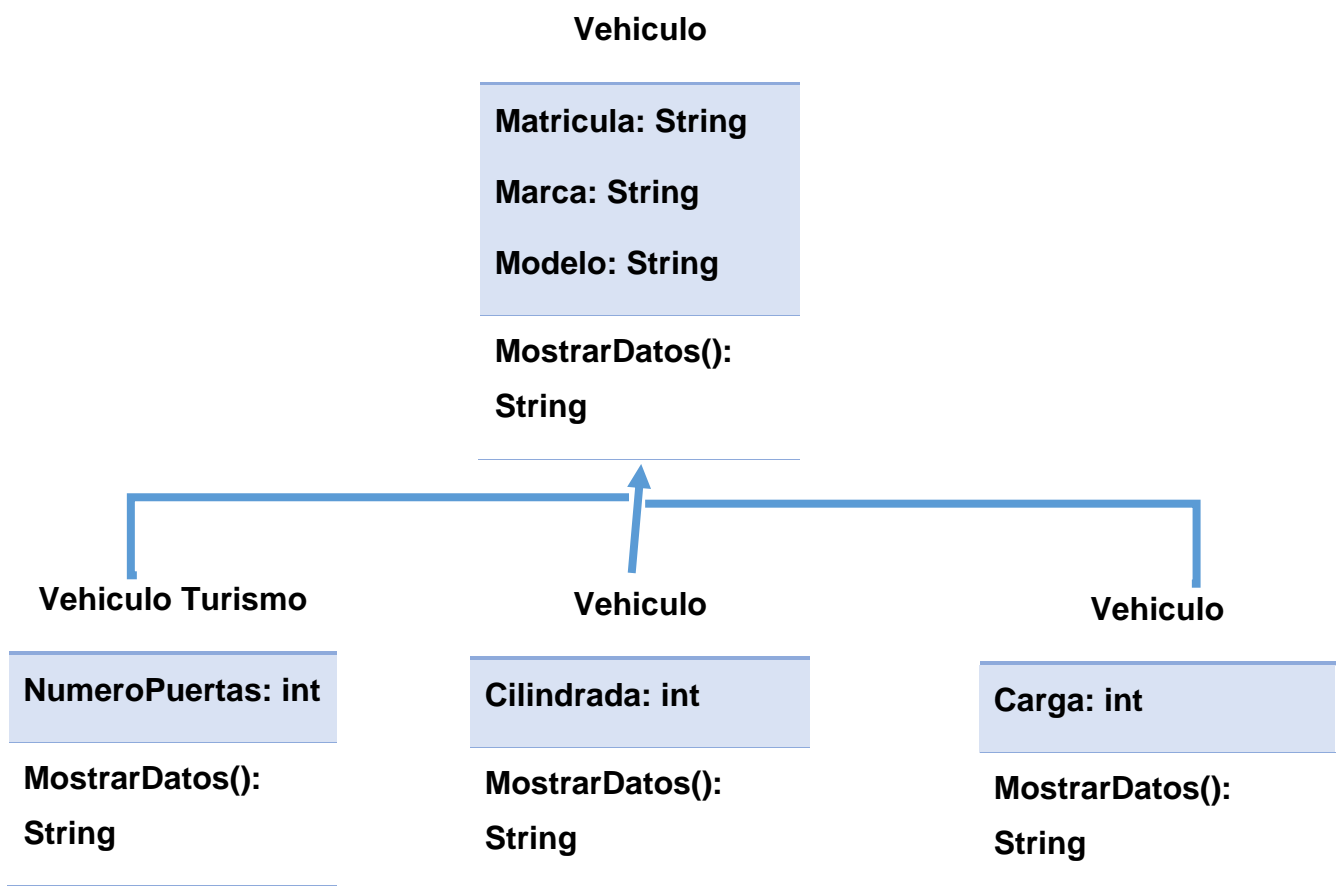 Vehiculo
Matricula: String
Marca: String
Modelo: String
MostrarDatos():
String
Vehiculo Turismo
NumeroPuertas: int
MostrarDatos():
String
Vehiculo
Cilindrada: int
MostrarDatos():
String
Vehiculo
Carga: int
MostrarDatos():
String